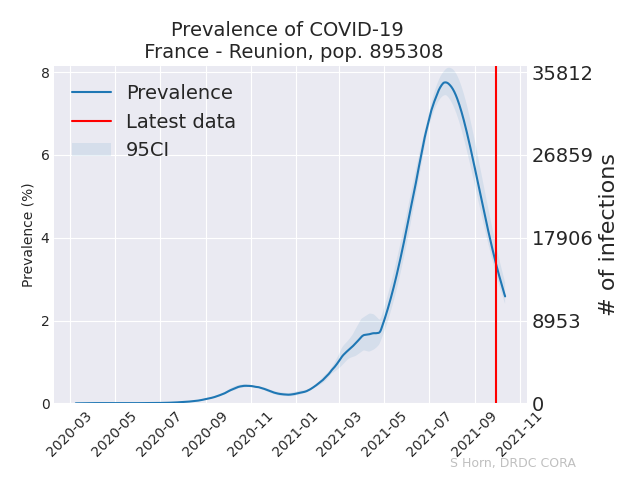 Prevalence of COVID-19
France - Reunion, pop. 895308
Prevalence
Latest data
95CI
Prevalence (%)
8
6
4
2
0
35812
26859
17906
8953
0
# of infections
2020-03
2020-05
2020-07
2020-09
2020-11
2021-01
2021-03
2021-05
2021-07
2021-09
2021-11
S Horn, DRDC CORA